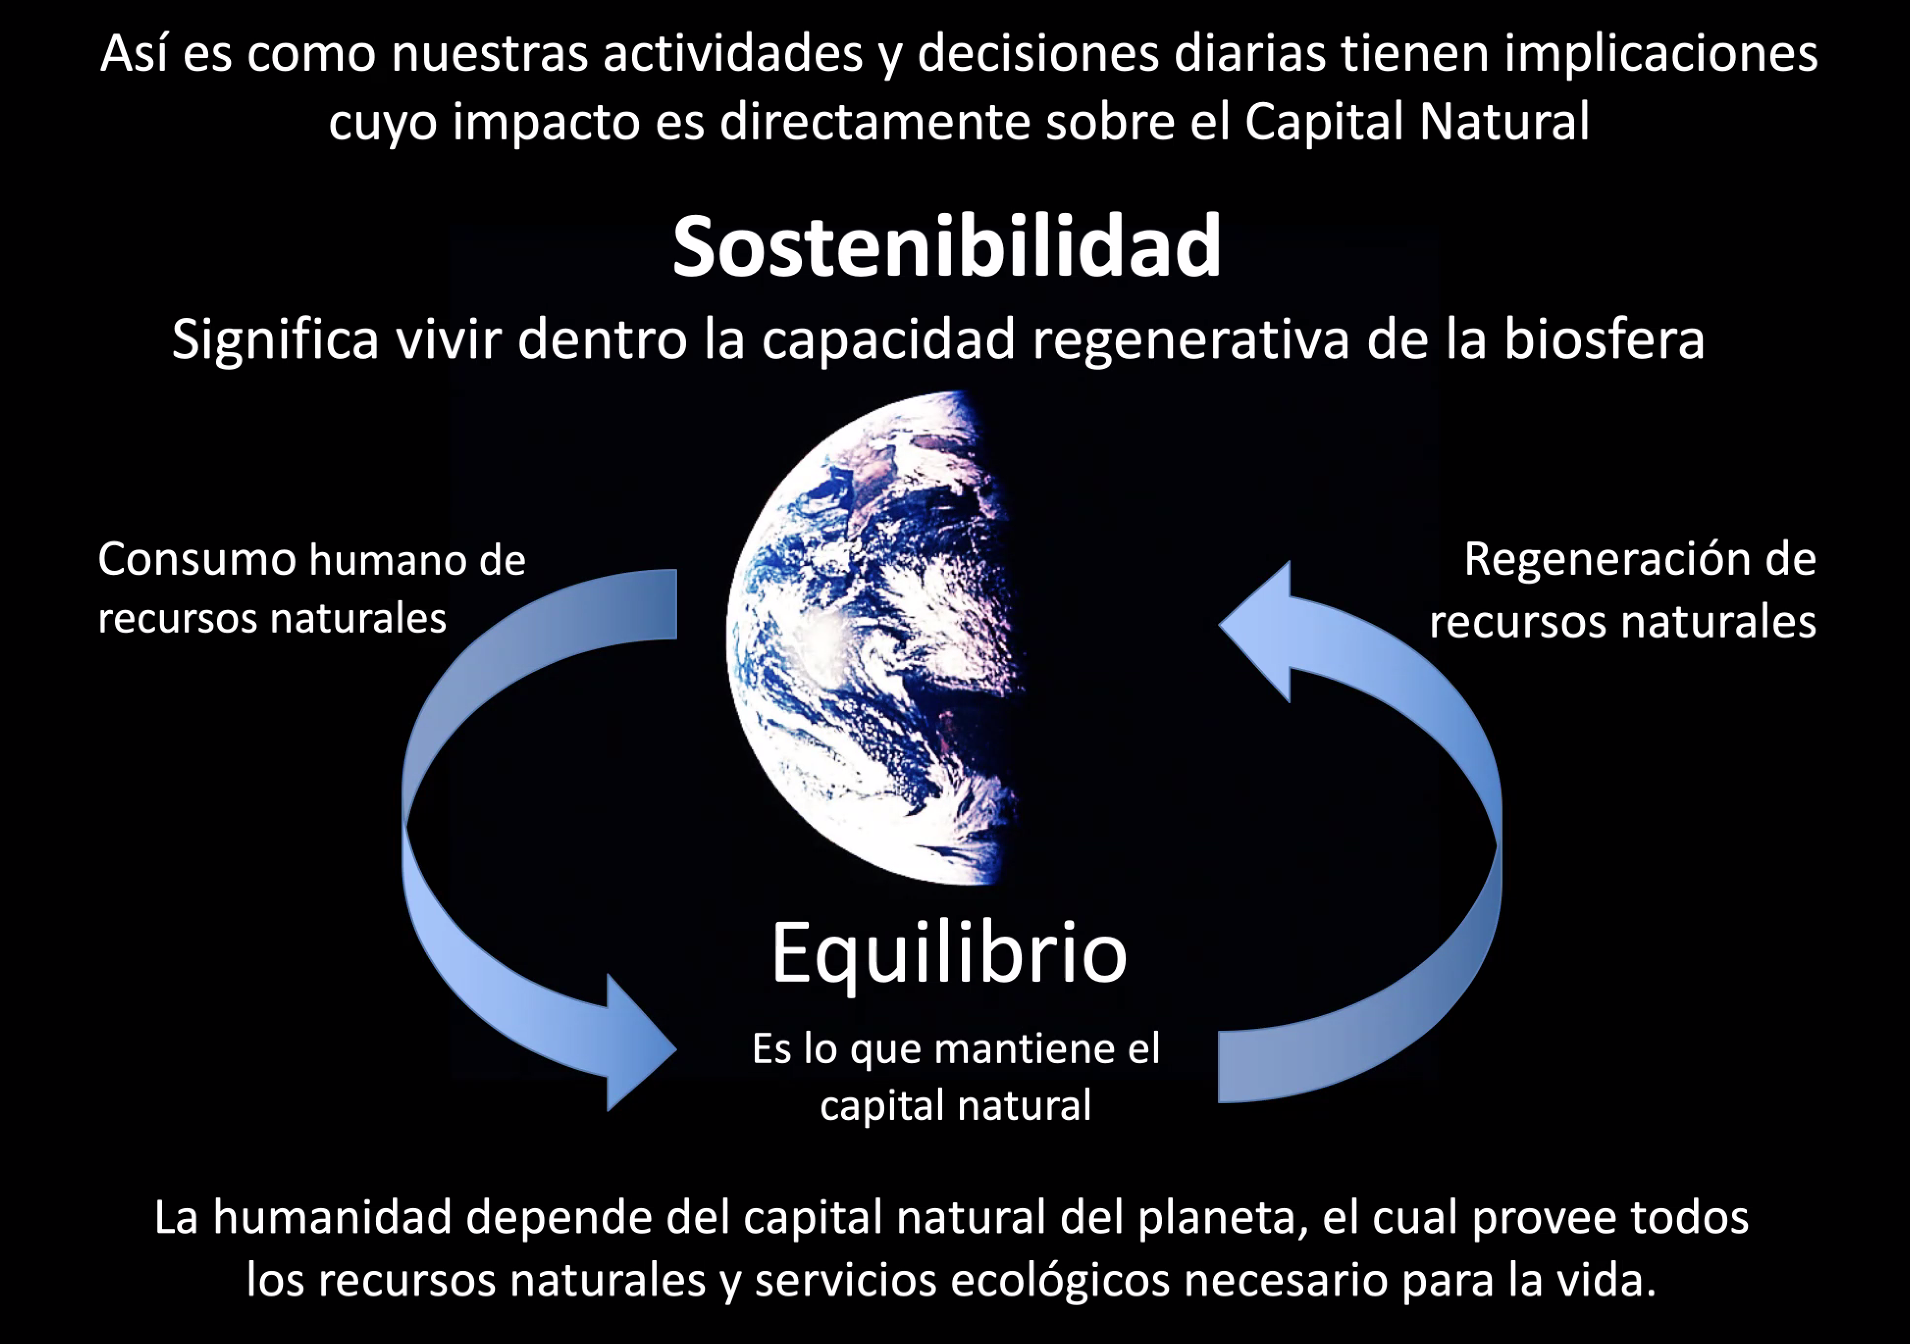 Así es como nuestras actividades y decisiones diarias tienen implicaciones
cuyo impacto es directamente sobre el Capital Natural
Sostenibilidad
Significa vivir dentro la capacidad regenerativa de la biosfera
Consumo humano de
recursos naturales
Regeneración de
recursos naturales
Equilibrio
Es lo que mantiene el
capital natural
La humanidad depende del capital natural del planeta, el cual provee todos
los recursos naturales y servicios ecológicos necesario para la vida.